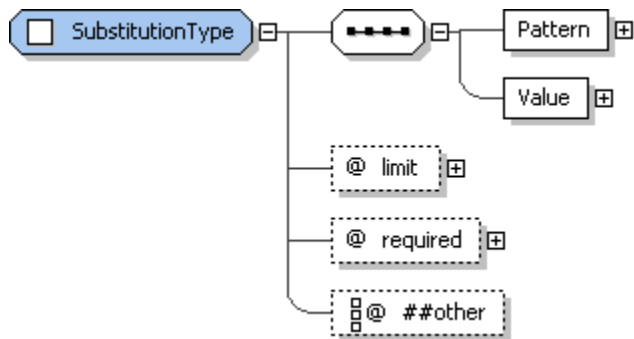 SubstitutionType
Pattern
Value
@ limit
@ required
@ ##other